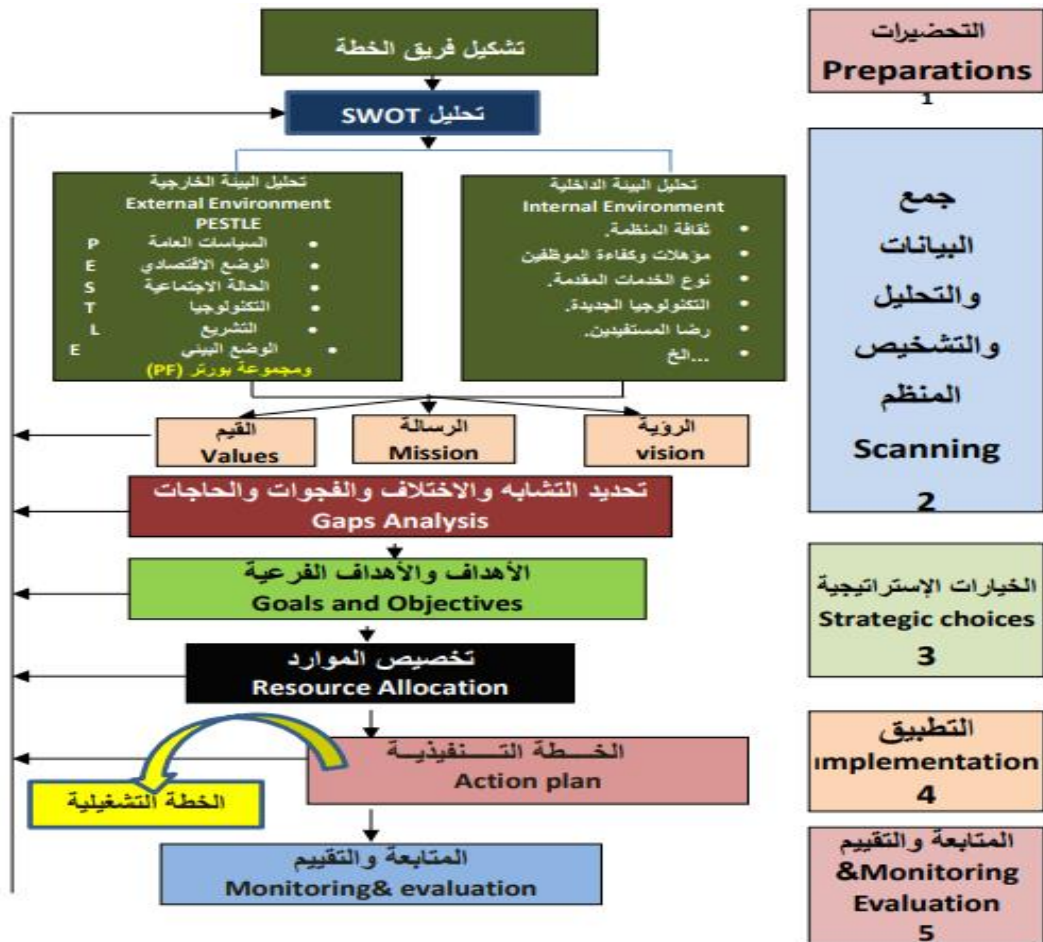 تشكيل فريق الخطة
تحليل SWOT
تحليل البيئة الخارجية
External Environment
PESTLE
• السياسات العامة P
• الوضع الاقتصادي E
• الحالة الاجتماعية S
• التكنولوجيا T
• التشريع L
• الوضع البيئي E
ومجموعة بورتر (PF)
تحليل البيئة الداخلية
Internal Environment
• ثقافة المنظمة.
• مؤهلات وكفاءة الموظفين
• نوع الخدمات المقدمة.
• التكنولوجيا الجديدة.
• رضا المستفيدين.
• ...الخ
القيم
Values
الرسالة
Mission
الرؤية
vision
تحديد التشابه والاختلاف والفجوات والحاجات
Gaps Analysis
الأهداف والأهداف الفرعية
Goals and Objectives
تخصيص الموارد
Resource Allocation
الخـــطة التـــنفيذيـة
Action plan
الخطة التشغيلية
المتابعة والتقييم
Monitoring& evaluation
التحضيرات
Preparations
1
جمع
البيانات
والتحليل
والتشخيص
المنظم
Scanning
2
الخيارات الإستراتيجية
Strategic choices
3
التطبيق
Implementation
4
المتابعة والتقييم
&Monitoring
Evaluation
5